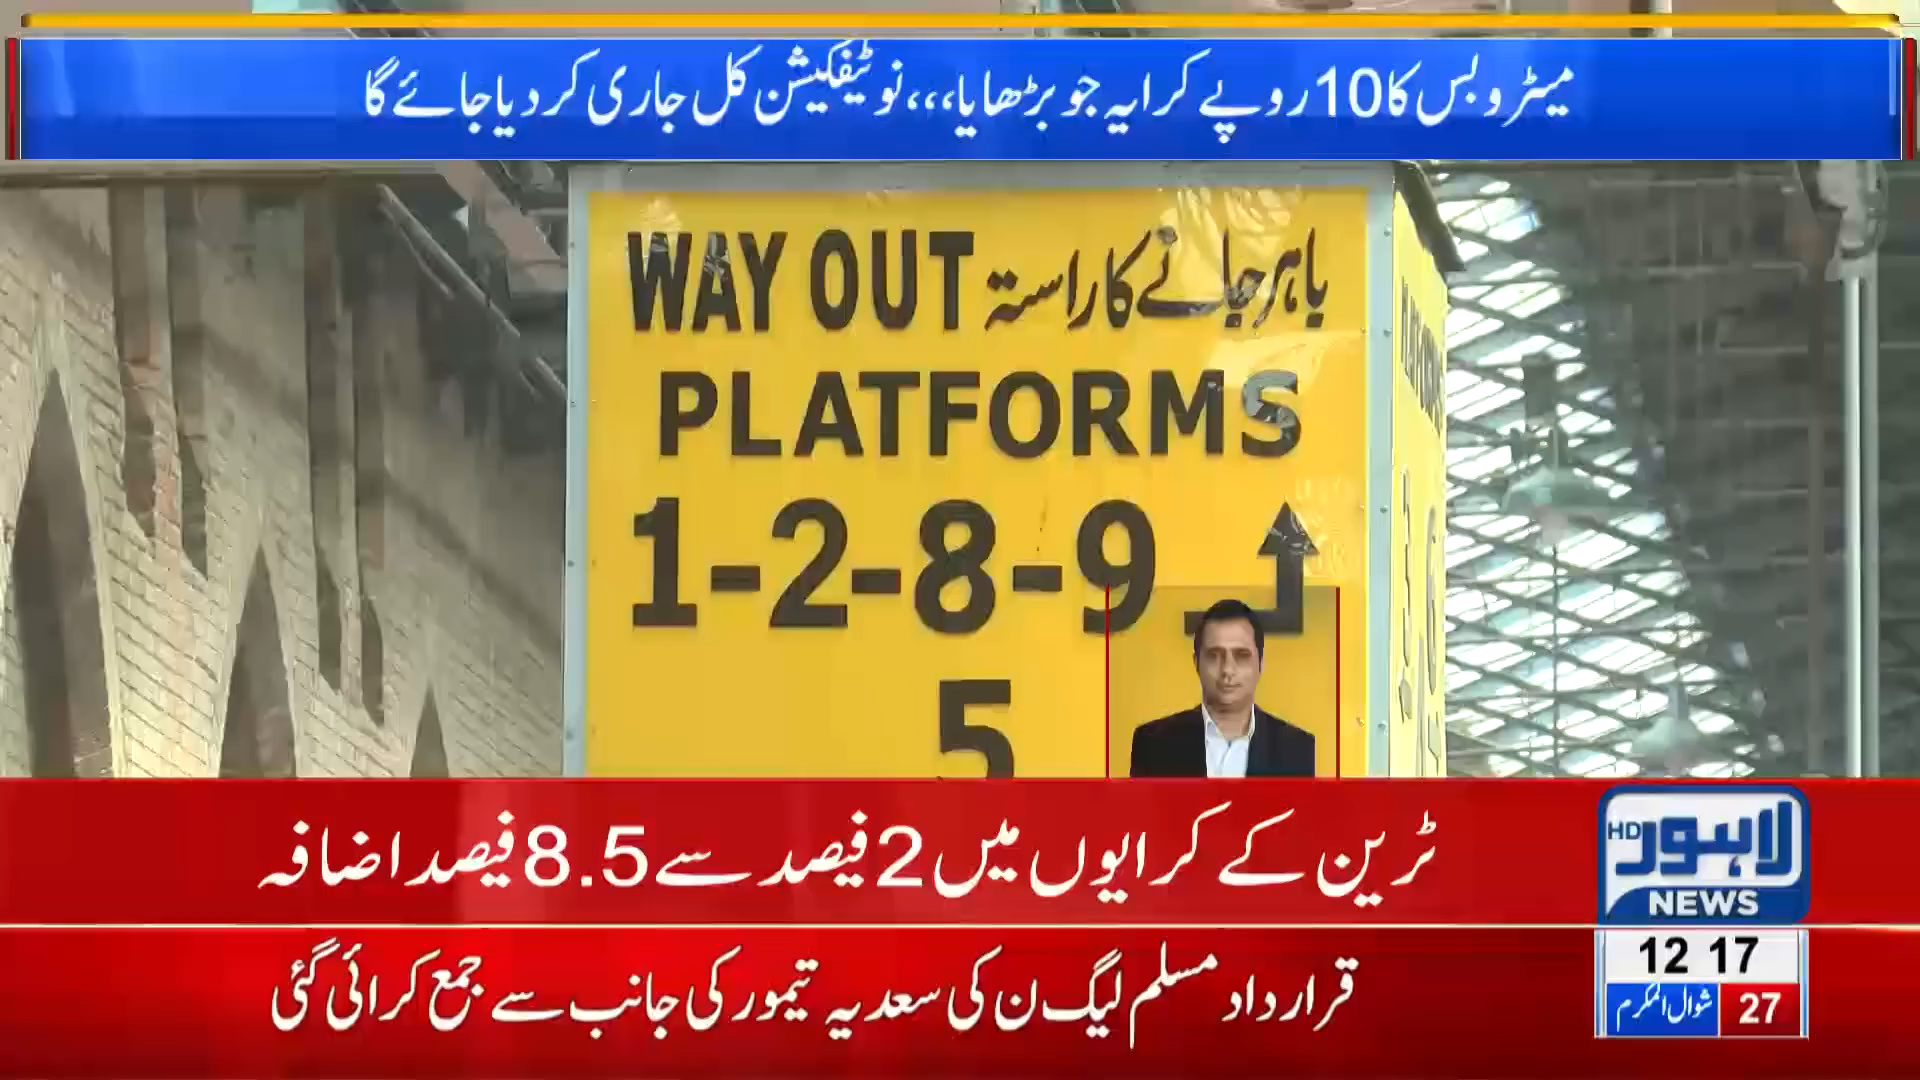 میٹرو بس کا 10 روپے کرایہ جو بڑھایا،،،نوٹیفکیشن کل جاری کر دیا جائے گا
WAY OUT باہر جانے کا راستہ
PLATFORMS
1-2-8-9
5
ٹرین کے کرایوں میں 2 فیصد سے 8.5 فیصد اضافہ
لاہور HD
NEWS
قرارداد مسلم لیگ ن کی سعدیہ تیمور کی جانب سے جمع کرائی گئی
12 17
شوال المکرم 27